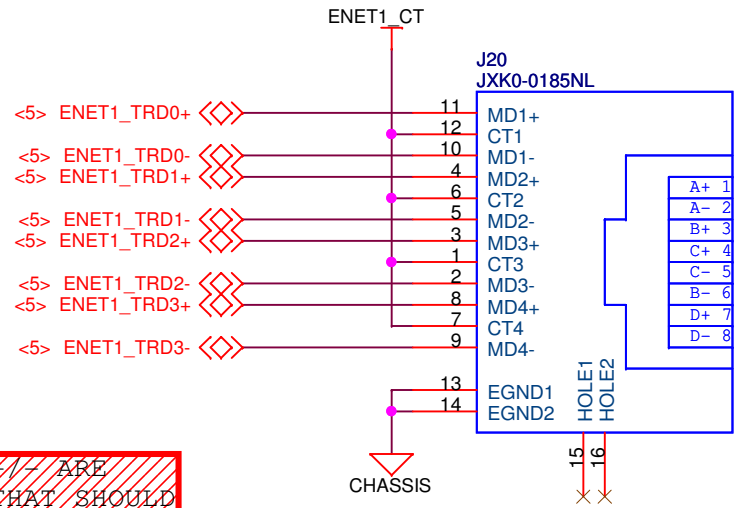 ENET1_CT
J20
JXK0-0185NL
<5> ENET1_TRD0+ 11 MD1+
12 CT1
<5> ENET1_TRD0- 10 MD1-
<5> ENET1_TRD1+ 4 MD2+
6 CT2
<5> ENET1_TRD1- 5 MD2-
<5> ENET1_TRD2+ 3 MD3+
1 CT3
<5> ENET1_TRD2- 2 MD3-
<5> ENET1_TRD3+ 8 MD4+
7 CT4
<5> ENET1_TRD3- 9 MD4-
A+ 1
A- 2
B+ 3
C+ 4
C- 5
B- 6
D+ 7
D- 8
13 EGND1
14 EGND2
HOLE1
HOLE2
15
16
CHASSIS
+/- ARE
THAT SHOULD